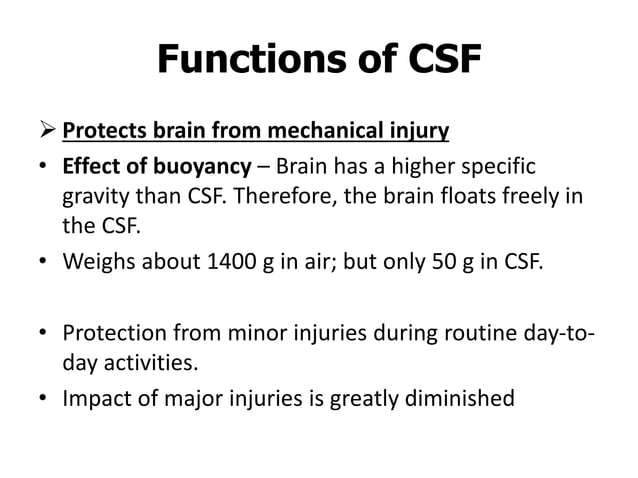 Functions of CSF
➢ Protects brain from mechanical injury
• Effect of buoyancy – Brain has a higher specific
gravity than CSF. Therefore, the brain floats freely in
the CSF.
• Weighs about 1400 g in air; but only 50 g in CSF.
• Protection from minor injuries during routine day-to-
day activities.
• Impact of major injuries is greatly diminished